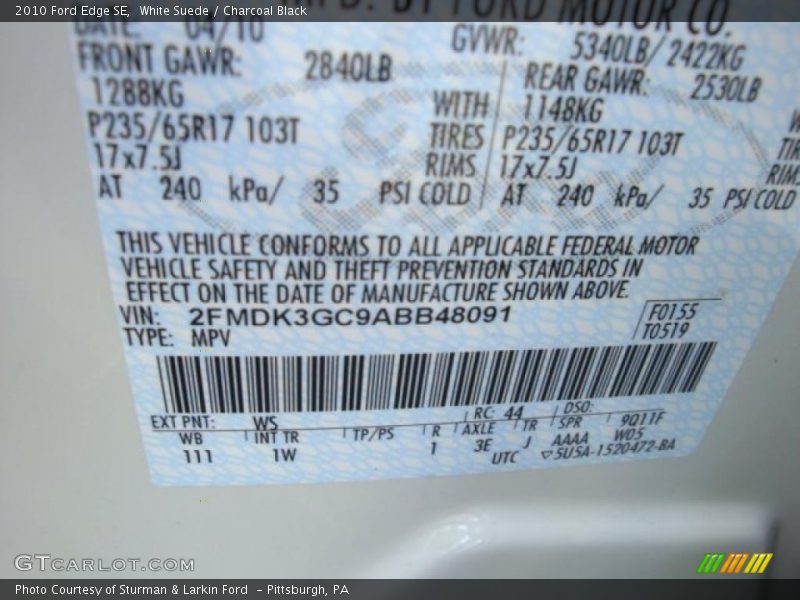 2010 Ford Edge SE, White Suede / Charcoal Black
MFD. BY FORD MOTOR CO.
DATE: 04/10 GVWR: 5340LB/ 2422KG
FRONT GAWR: 2840LB REAR GAWR: 2530LB
1288KG WITH 1148KG
P235/65R17 103T TIRES P235/65R17 103T
17x7.5J RIMS 17x7.5J
AT 240 kPa/ 35 PSI COLD AT 240 kPa/ 35 PSI COLD
THIS VEHICLE CONFORMS TO ALL APPLICABLE FEDERAL MOTOR
VEHICLE SAFETY AND THEFT PREVENTION STANDARDS IN
EFFECT ON THE DATE OF MANUFACTURE SHOWN ABOVE.
VIN: 2FMDK3GC9ABB48091 F0155
TYPE: MPV T0519
EXT PNT: WS RC: 44 DSO:
WB INT TR TP/PS R AXLE TR SPR 9011F
111 1W 1 3E J AAAA W05
UTC ▽5U5A-1520472-BA
GTCARLOT.COM
Photo Courtesy of Sturman & Larkin Ford - Pittsburgh, PA